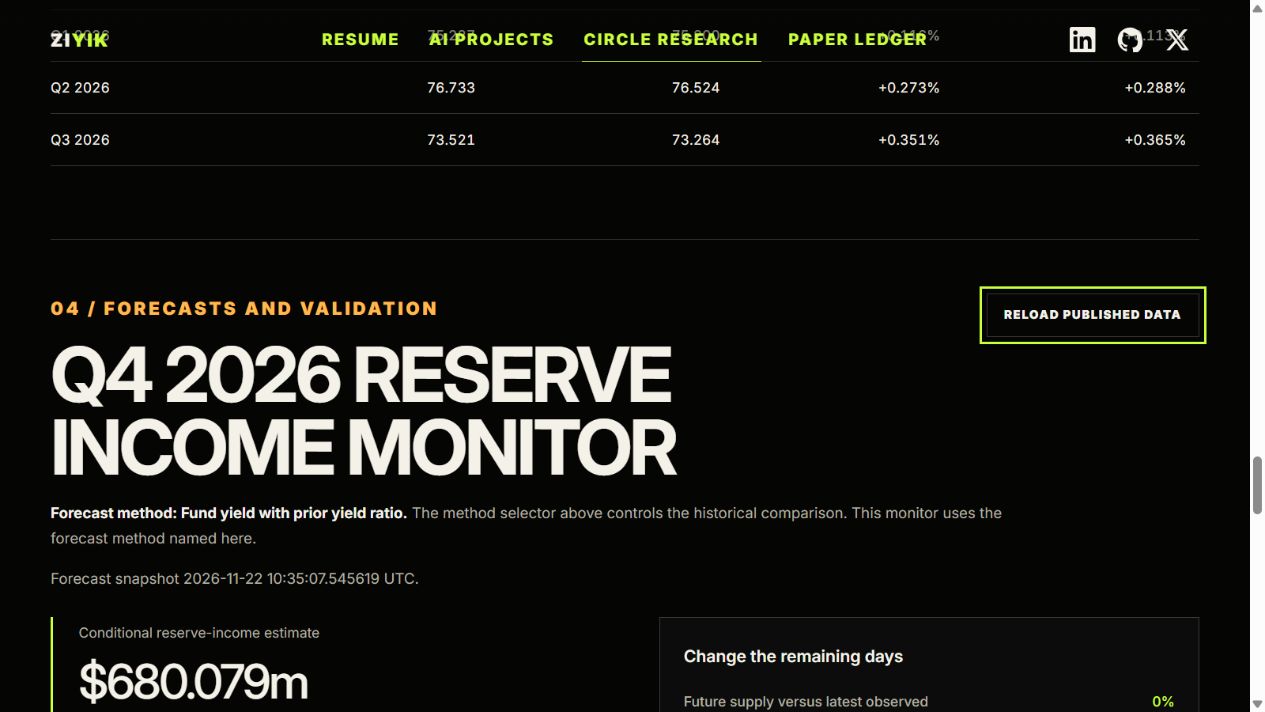 ZIYIK
RESUME AI PROJECTS CIRCLE RESEARCH PAPER LEDGER
Q2 2026 76.733 76.524 +0.273% +0.288%
Q3 2026 73.521 73.264 +0.351% +0.365%
04 / FORECASTS AND VALIDATION
RELOAD PUBLISHED DATA
Q4 2026 RESERVE
INCOME MONITOR
Forecast method: Fund yield with prior yield ratio. The method selector above controls the historical comparison. This monitor uses the
forecast method named here.
Forecast snapshot 2026-11-22 10:35:07.545619 UTC.
Conditional reserve-income estimate
$680.079m
Change the remaining days
Future supply versus latest observed 0%